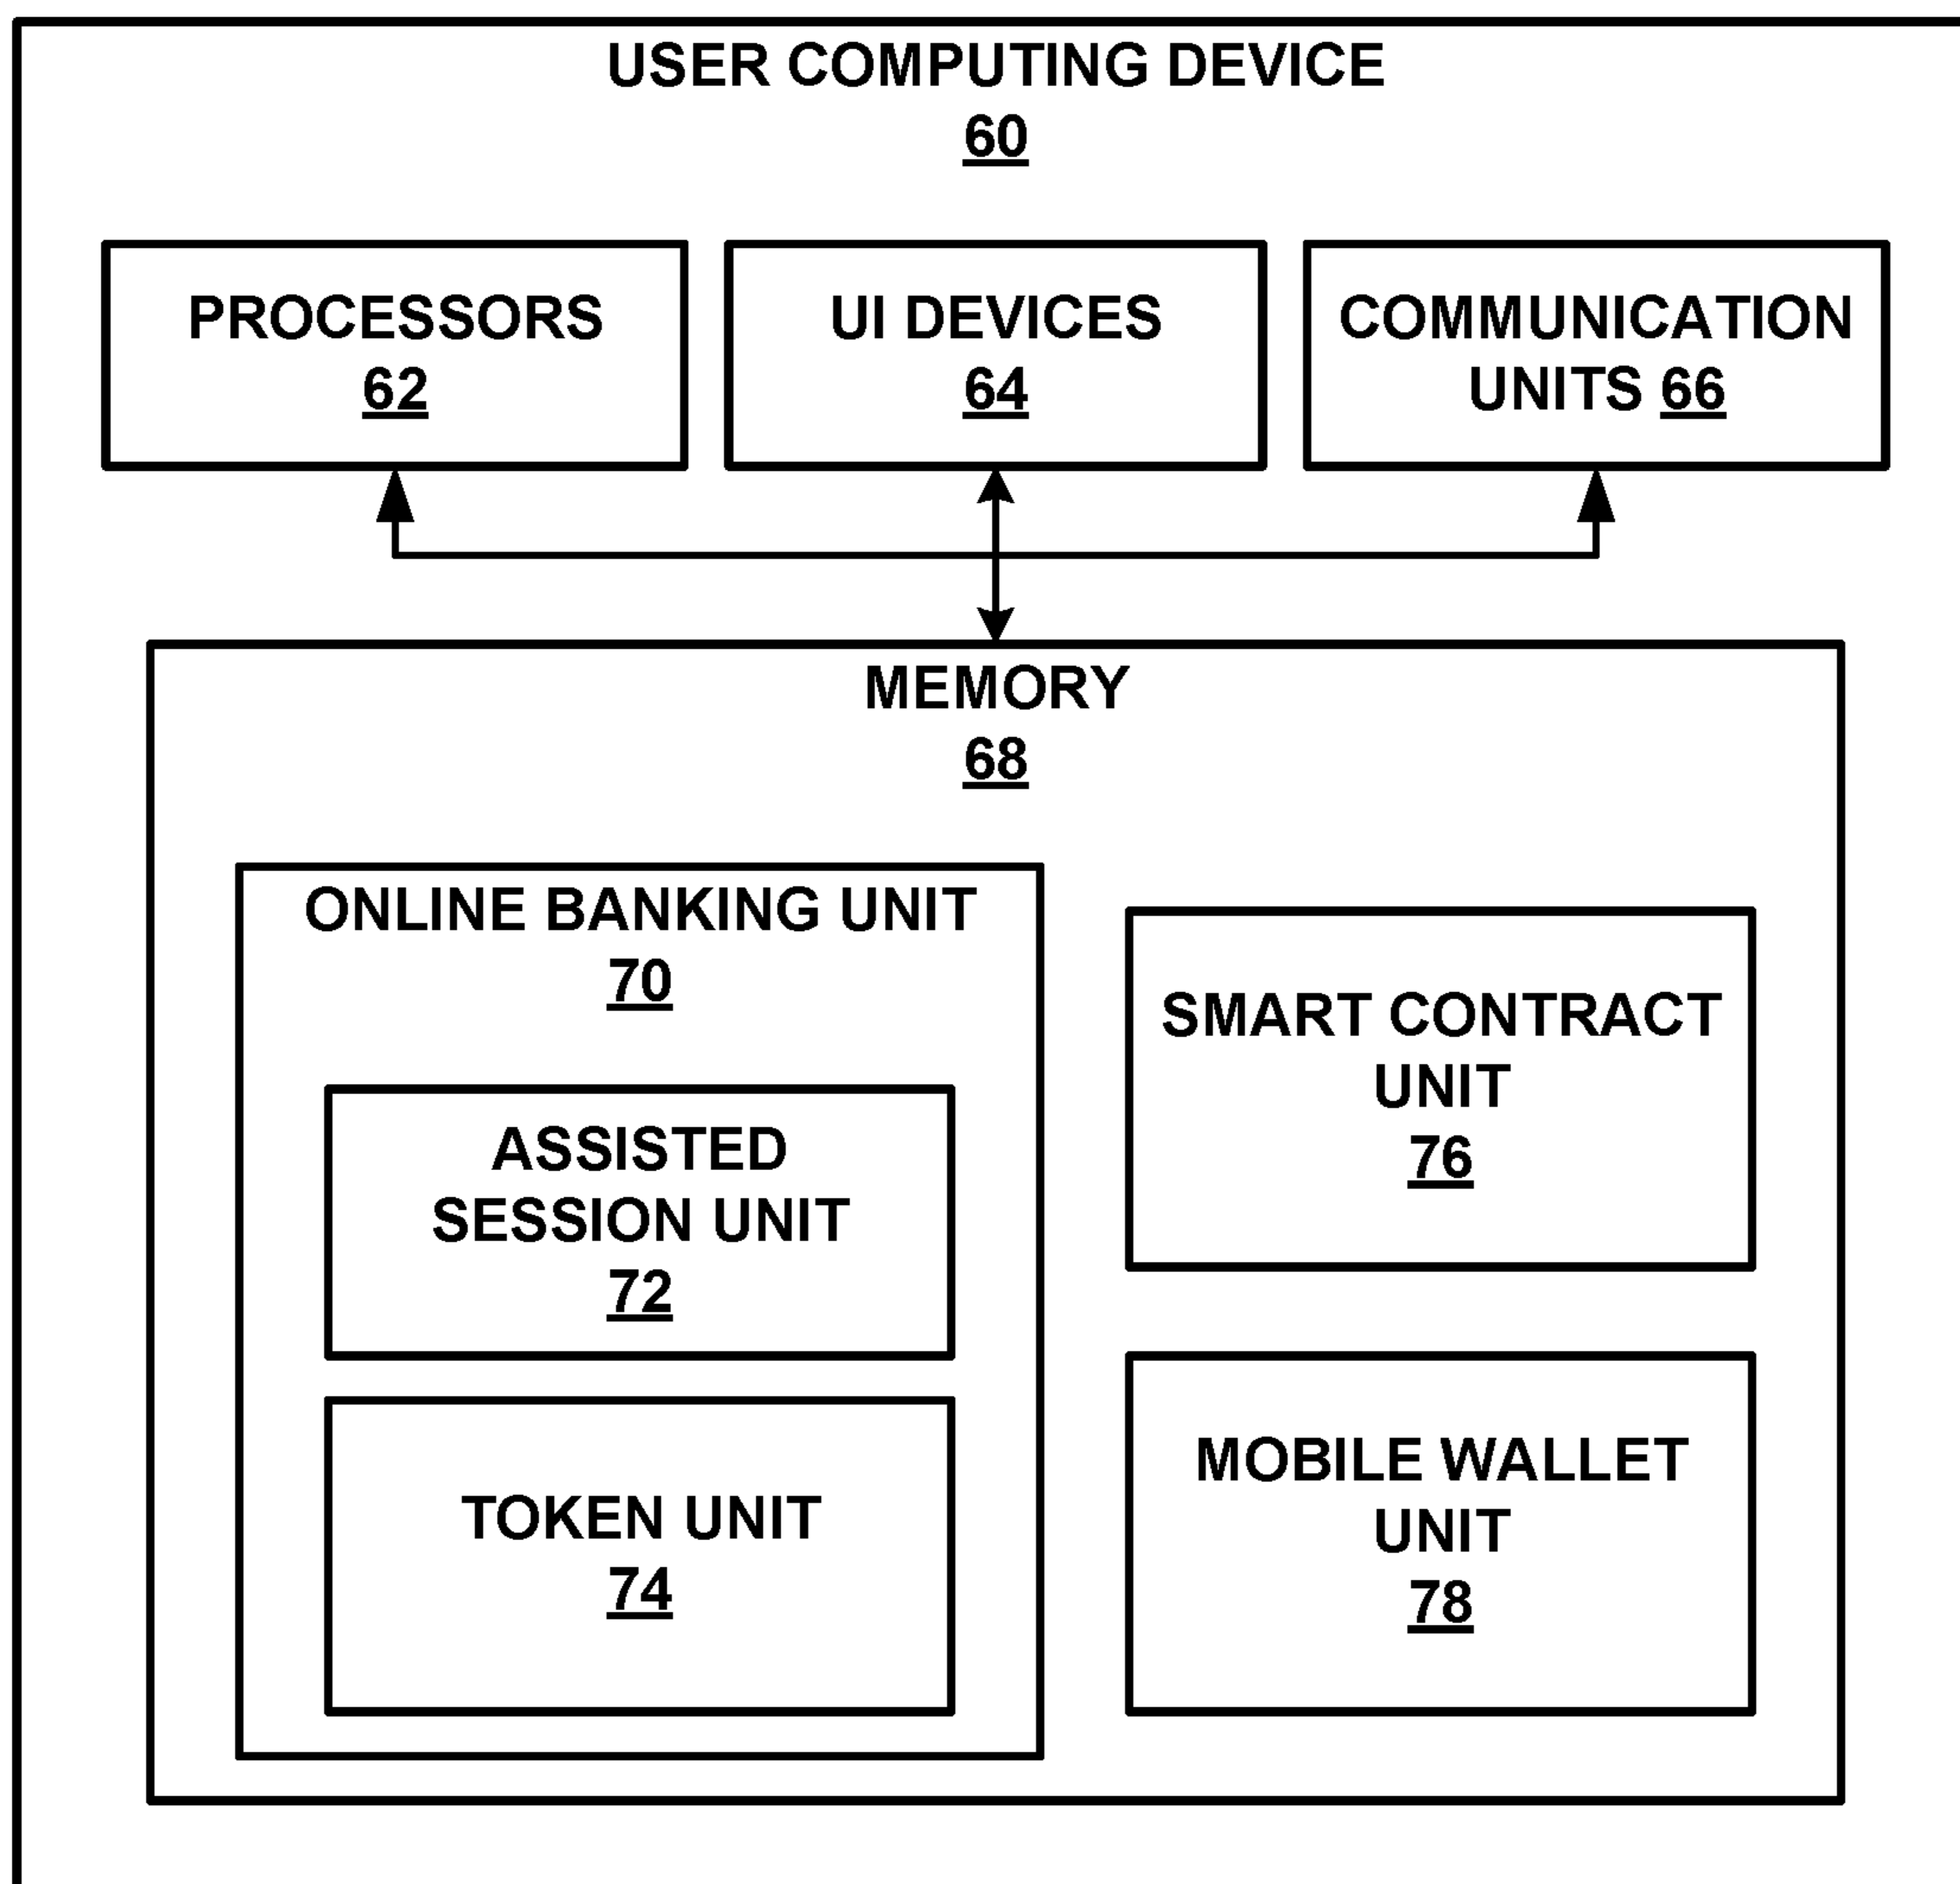 USER COMPUTING DEVICE
60
PROCESSORS
62
UI DEVICES
64
COMMUNICATION
UNITS 66
MEMORY
68
ONLINE BANKING UNIT
70
ASSISTED
SESSION UNIT
72
TOKEN UNIT
74
SMART CONTRACT
UNIT
76
MOBILE WALLET
UNIT
78